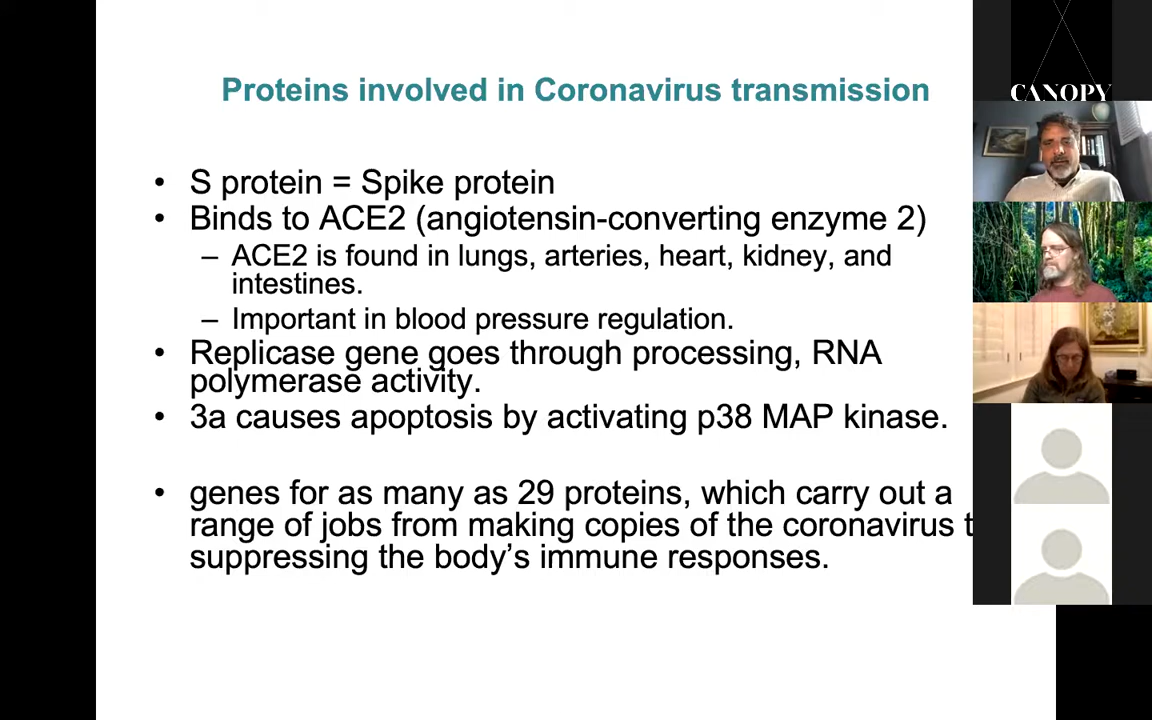 Proteins involved in Coronavirus transmission
• S protein = Spike protein
• Binds to ACE2 (angiotensin-converting enzyme 2)
– ACE2 is found in lungs, arteries, heart, kidney, and
intestines.
– Important in blood pressure regulation.
• Replicase gene goes through processing, RNA
polymerase activity.
• 3a causes apoptosis by activating p38 MAP kinase.
• genes for as many as 29 proteins, which carry out a
range of jobs from making copies of the coronavirus t
suppressing the body’s immune responses.
CANOPY